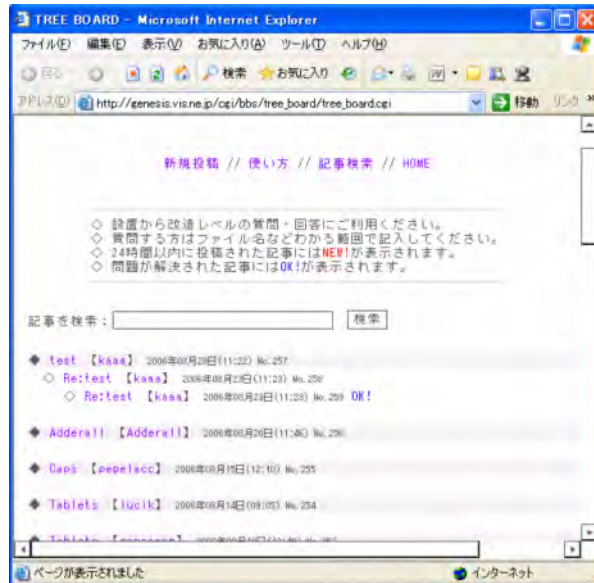 TREE BOARD - Microsoft Internet Explorer
ファイル(F) 編集(E) 表示(V) お気に入り(A) ツール(T) ヘルプ(H)
戻る 検索 お気に入り
アドレス(D) http://genesis.vis.ne.jp/cgi/bbs/tree_board/tree_board.cgi 移動 リンク »
新規投稿 // 使い方 // 記事検索 // HOME
◇ 設置から改造レベルの質問・回答にご利用ください。
◇ 質問する方はファイル名などわかる範囲で記入してください。
◇ 24時間以内に投稿された記事にはNEW!が表示されます。
◇ 問題が解決された記事にはOK!が表示されます。
記事を検索: 検索
◆ test 【kaaa】 2006年08月23日(11:22) No.257
◇ Re:test 【kaaa】 2006年08月23日(11:23) No.258
◇ Re:test 【kaaa】 2006年08月23日(11:23) No.259 OK!
◆ Adderall 【Adderall】 2006年08月20日(11:46) No.256
◆ Caps 【pepelacc】 2006年08月15日(12:10) No.255
◆ Tablets 【lucik】 2006年08月14日(09:05) No.254
◆ Tablets
ページが表示されました インターネット